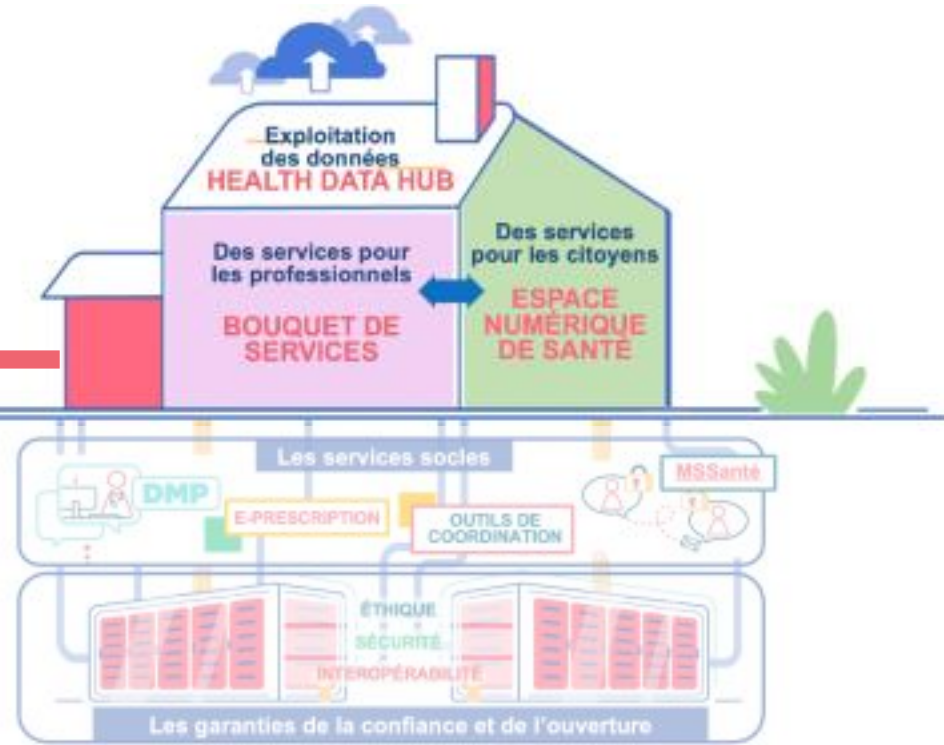 Exploitation
des données
HEALTH DATA HUB
Des services pour
les professionnels
BOUQUET DE
SERVICES
Des services
pour les citoyens
ESPACE
NUMÉRIQUE
DE SANTÉ
Les services socles
DMP
E-PRESCRIPTION
OUTILS DE
COORDINATION
MSSanté
ÉTHIQUE
SÉCURITÉ
INTEROPÉRABILITÉ
Les garanties de la confiance et de l'ouverture